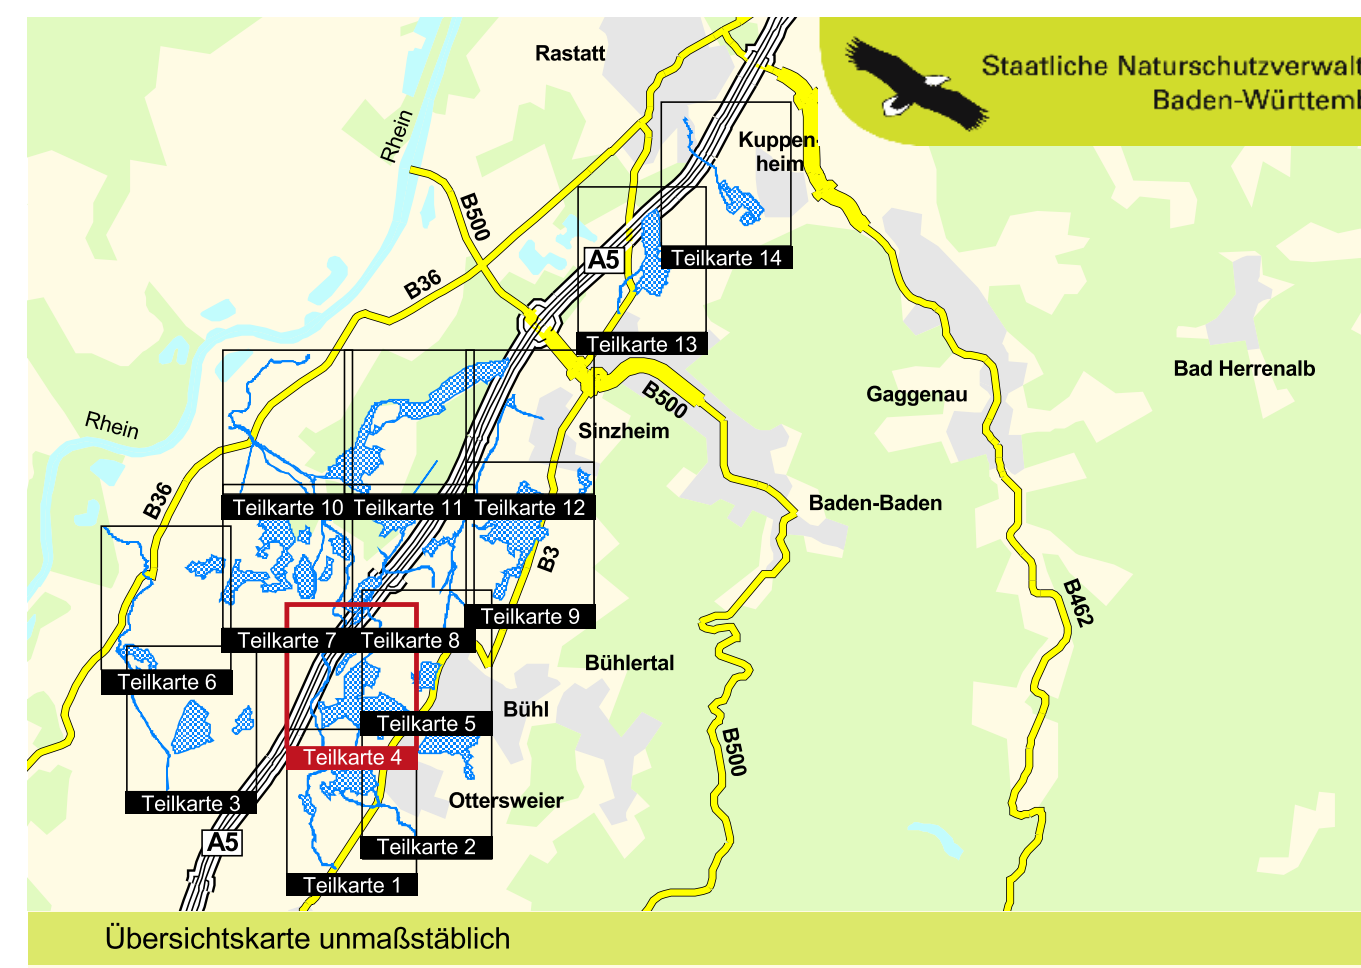 Rastatt
Staatliche Naturschutzverwalt
Baden-Württem
Rhein
Kuppen-
heim
B500
A5
Teilkarte 14
B36
Teilkarte 13
Bad Herrenalb
Gaggenau
B500
Rhein
Sinzheim
B36
Teilkarte 10
Teilkarte 11
Teilkarte 12
Baden-Baden
B3
B462
Teilkarte 9
Teilkarte 7
Teilkarte 8
Bühlertal
Teilkarte 6
Bühl
Teilkarte 5
B500
Teilkarte 4
Teilkarte 3
Ottersweier
A5
Teilkarte 2
Teilkarte 1
Übersichtskarte unmaßstäblich